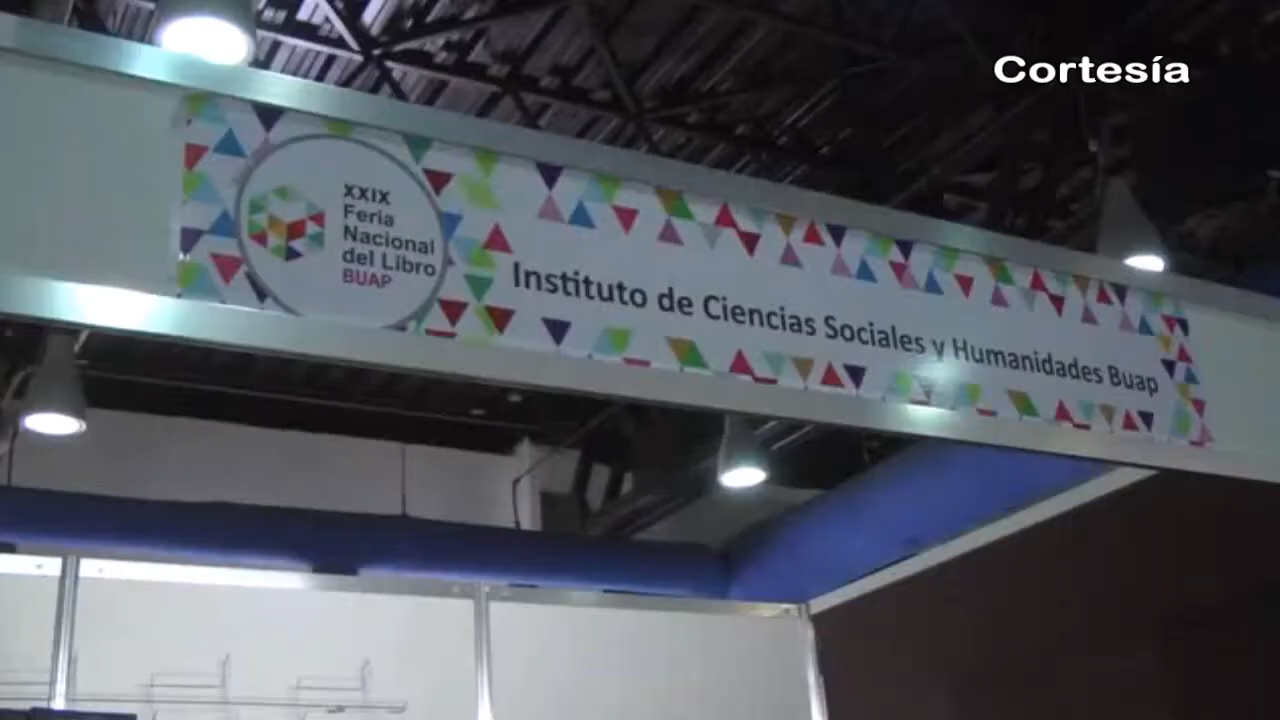 Cortesía
XXIX
Feria
Nacional
del Libro
BUAP
Instituto de Ciencias Sociales y Humanidades Buap